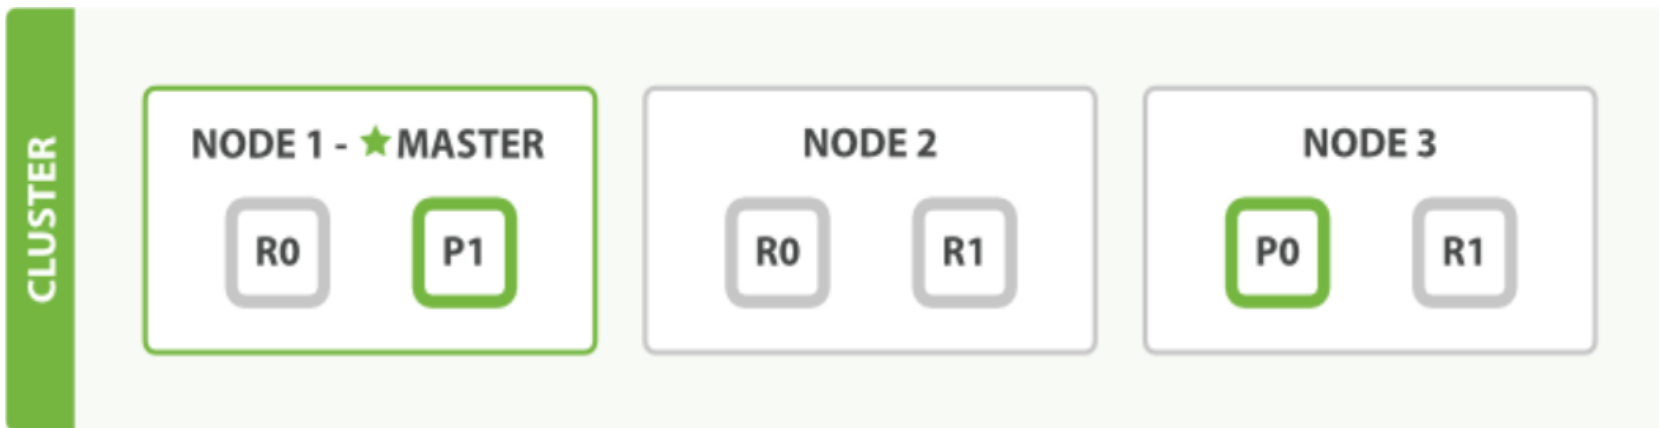 CLUSTER
NODE 1 - ★MASTER
R0 P1
NODE 2
R0 R1
NODE 3
P0 R1